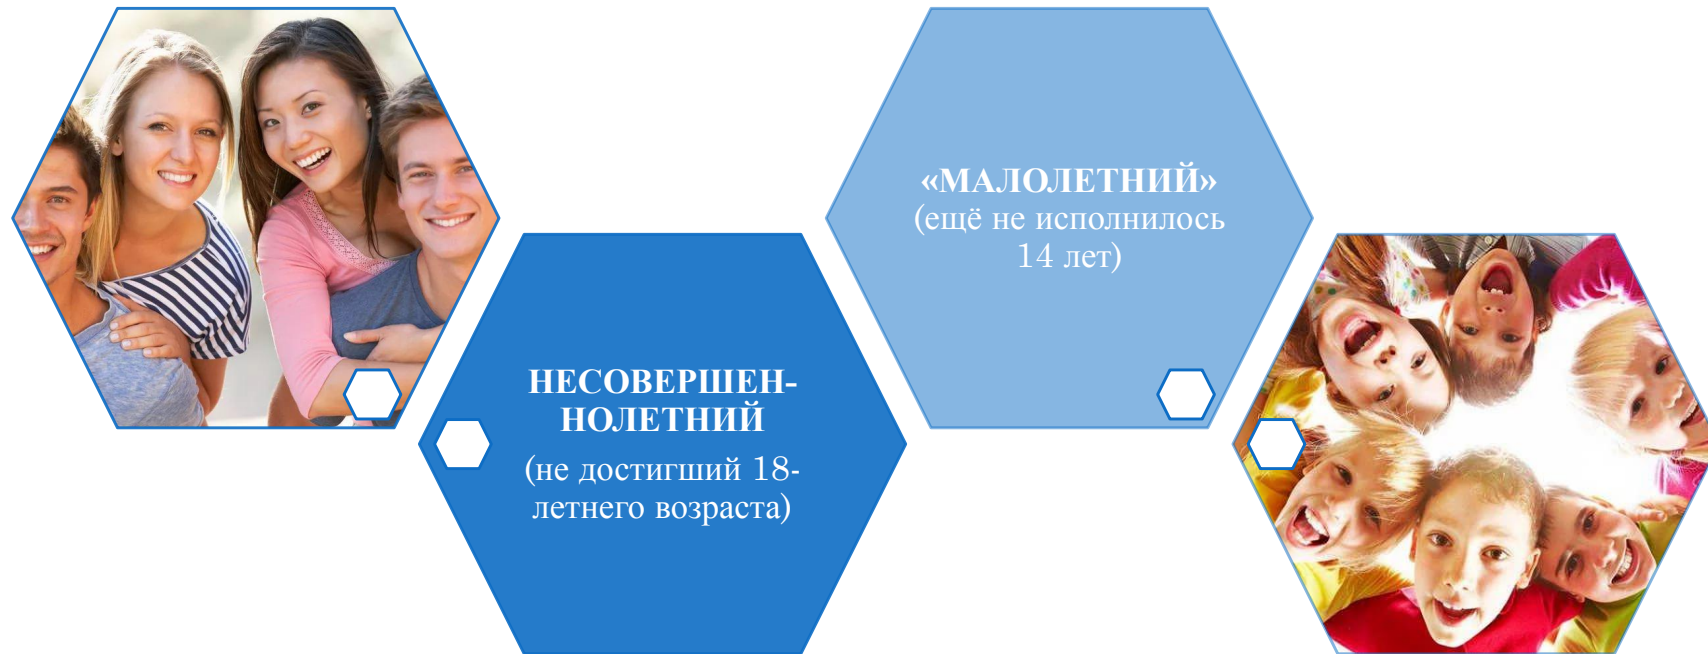 НЕСОВЕРШЕН-
НОЛЕТНИЙ
(не достигший 18-
летнего возраста)
«МАЛОЛЕТНИЙ»
(ещё не исполнилось
14 лет)